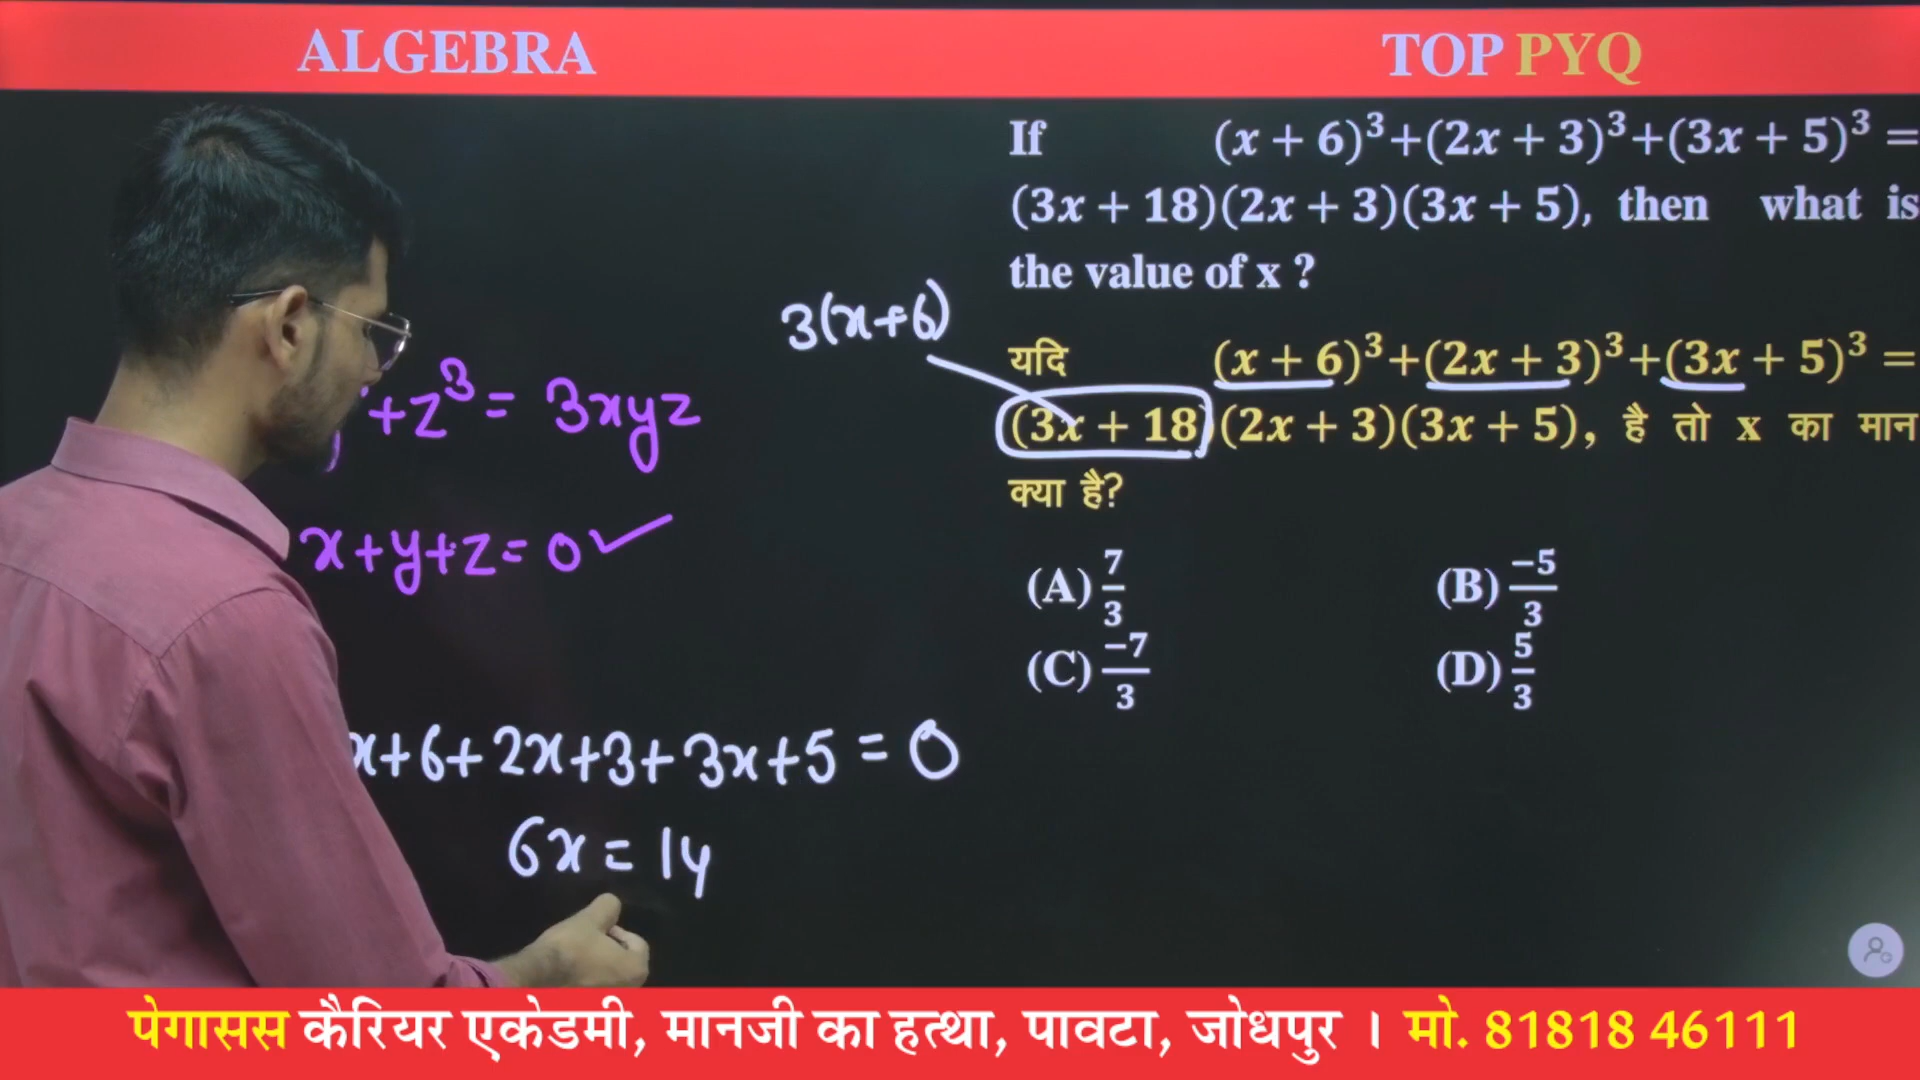 ALGEBRA
TOP PYQ
If (x + 6)³+(2x + 3)³+(3x + 5)³ =
(3x + 18)(2x + 3)(3x + 5), then what is
the value of x ?
यदि (x + 6)³+(2x + 3)³+(3x + 5)³ =
(3x + 18)(2x + 3)(3x + 5), है तो x का मान
क्या है?
(A) 7/3 (B) -5/3
(C) -7/3 (D) 5/3
3(x+6)
+z³= 3xyz
x+y+z=0
x+6+2x+3+3x+5=0
6x=14
पेगासस कैरियर एकेडमी, मानजी का हत्था, पावटा, जोधपुर । मो. 81818 46111